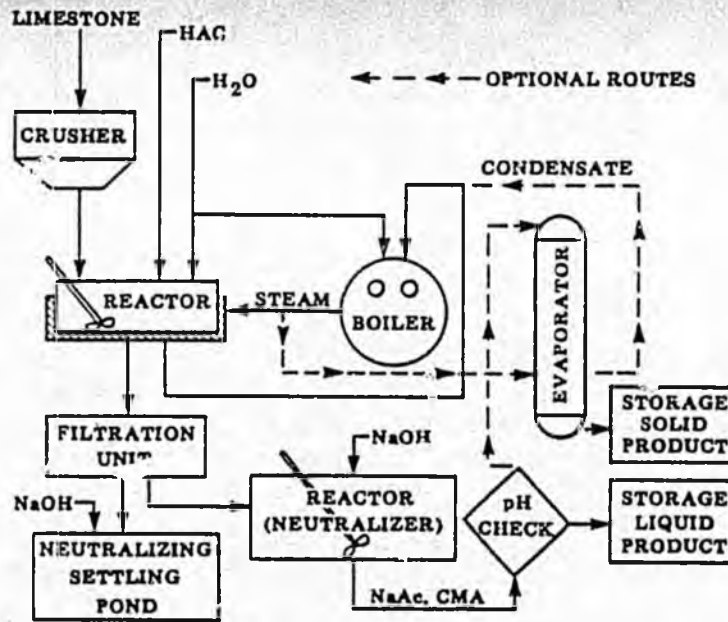 LIMESTONE
HAC
H₂O
OPTIONAL ROUTES
CRUSHER
CONDENSATE
REACTOR
STEAM
BOILER
EVAPORATOR
STORAGE
SOLID
PRODUCT
FILTRATION
UNIT
NaOH
NaOH
REACTOR
(NEUTRALIZER)
pH
CHECK
STORAGE
LIQUID
PRODUCT
NEUTRALIZING
SETTLING
POND
NaAc, CMA